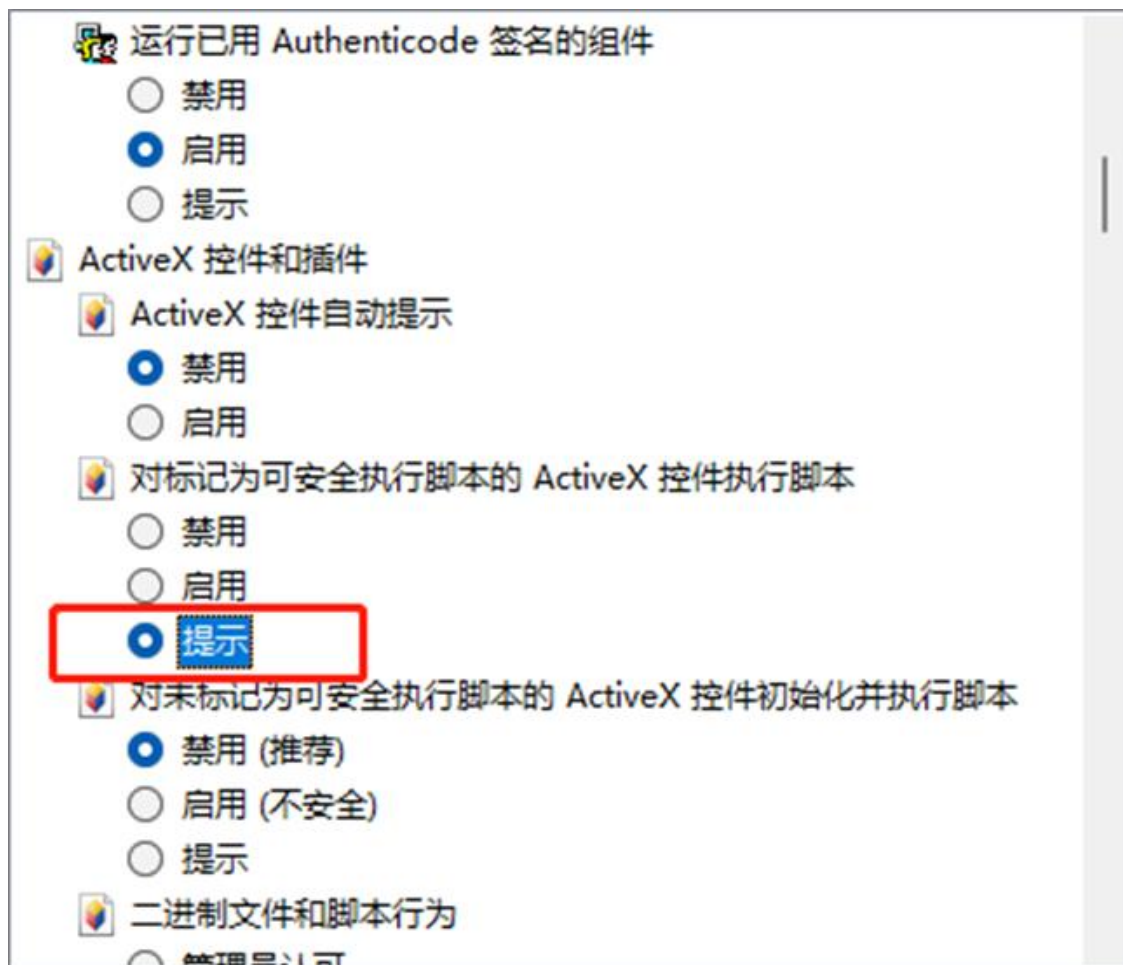 运行已用 Authenticode 签名的组件
禁用
启用
提示
ActiveX 控件和插件
ActiveX 控件自动提示
禁用
启用
对标记为可安全执行脚本的 ActiveX 控件执行脚本
禁用
启用
提示
对未标记为可安全执行脚本的 ActiveX 控件初始化并执行脚本
禁用 (推荐)
启用 (不安全)
提示
二进制文件和脚本行为
管理员认可